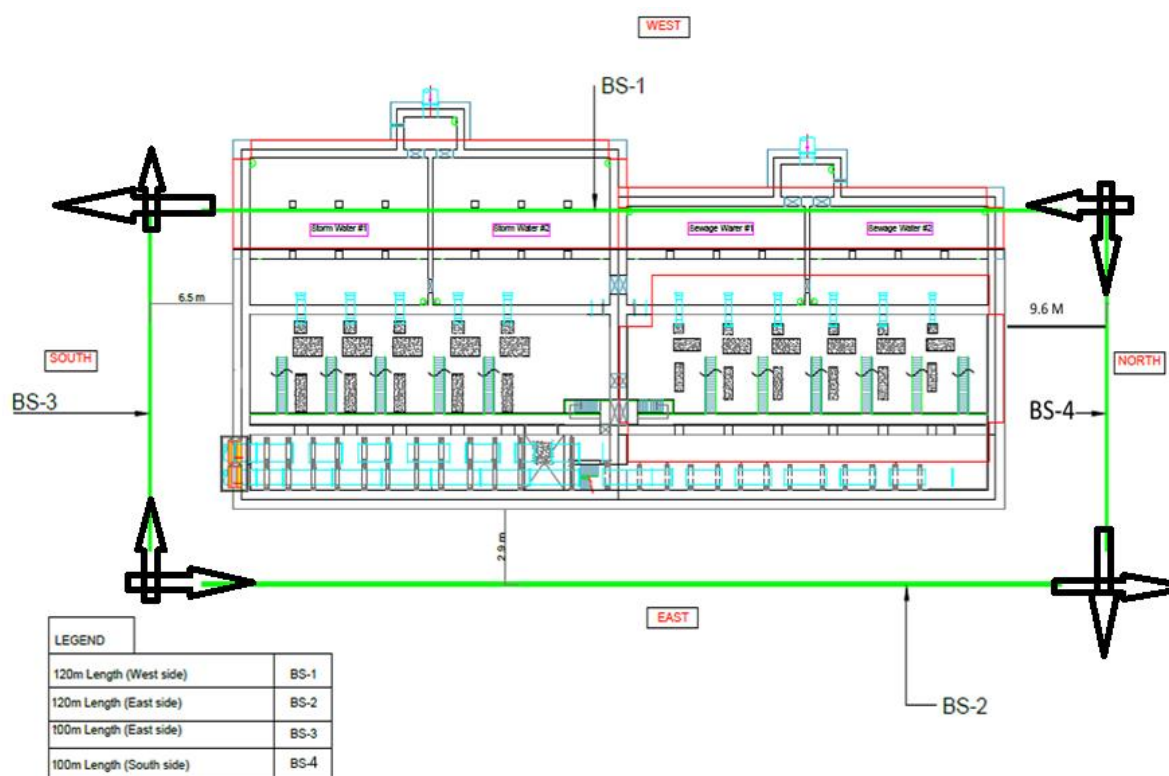 WEST
BS-1
Storm Water #1
Storm Water #2
Sewage Warer #1
Sewage Water #2
6.5 m
9.6 M
SOUTH
NORTH
BS-3
BS-4
2.9 m
EAST
BS-2
LEGEND
120m Length (West side) BS-1
120m Length (East side) BS-2
100m Length (East side) BS-3
100m Length (South side) BS-4